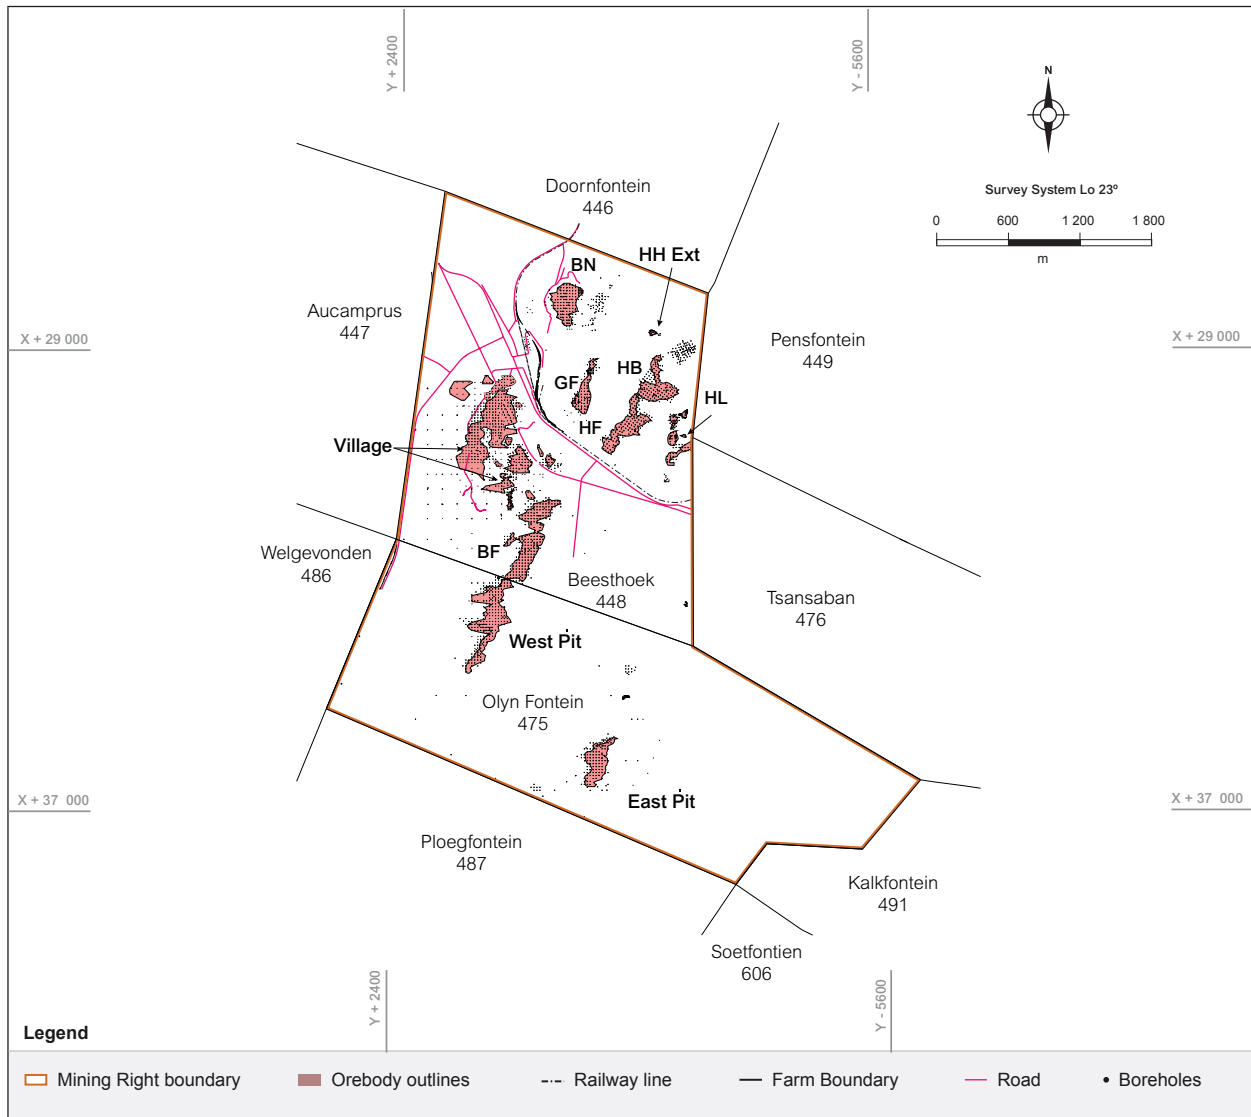 Y + 2400
Y - 5600
N
Survey System Lo 23º
0 600 1 200 1 800
m
Doornfontein
446
HH Ext
BN
Aucamprus
447
X + 29 000
Pensfontein
449
X + 29 000
HB
GF
HL
HF
Village
BF
Welgevonden
486
Beesthoek
448
Tsansaban
476
West Pit
Olyn Fontein
475
East Pit
X + 37 000
X + 37 000
Ploegfontein
487
Kalkfontein
491
Soetfontien
606
Y + 2400
Y - 5600
Legend
Mining Right boundary
Orebody outlines
Railway line
Farm Boundary
Road
Boreholes